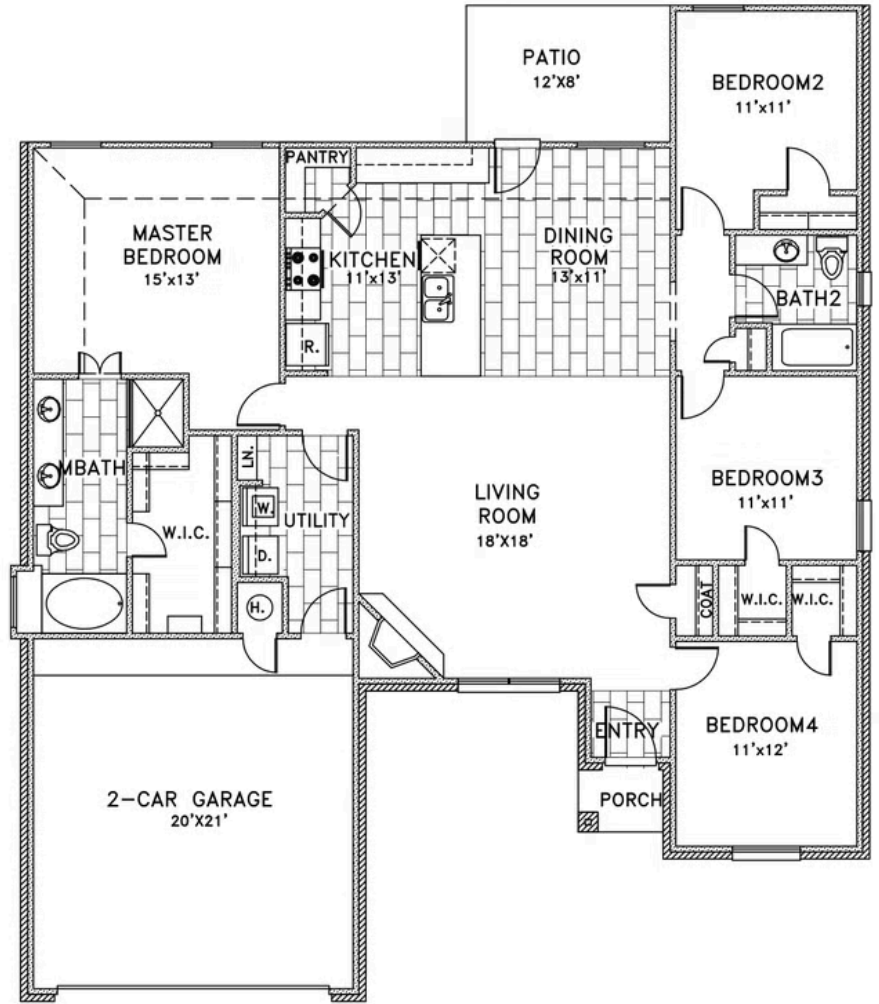 PATIO
12'X8'
BEDROOM2
11'x11'
PANTRY
MASTER
BEDROOM
15'x13'
KITCHEN
11'x13'
DINING
ROOM
13'x11'
BATH2
R.
MBATH
LN.
W.
UTILITY
D.
W.I.C.
H.
LIVING
ROOM
18'X18'
BEDROOM3
11'x11'
COAT
W.I.C.
W.I.C.
ENTRY
BEDROOM4
11'x12'
PORCH
2-CAR GARAGE
20'X21'